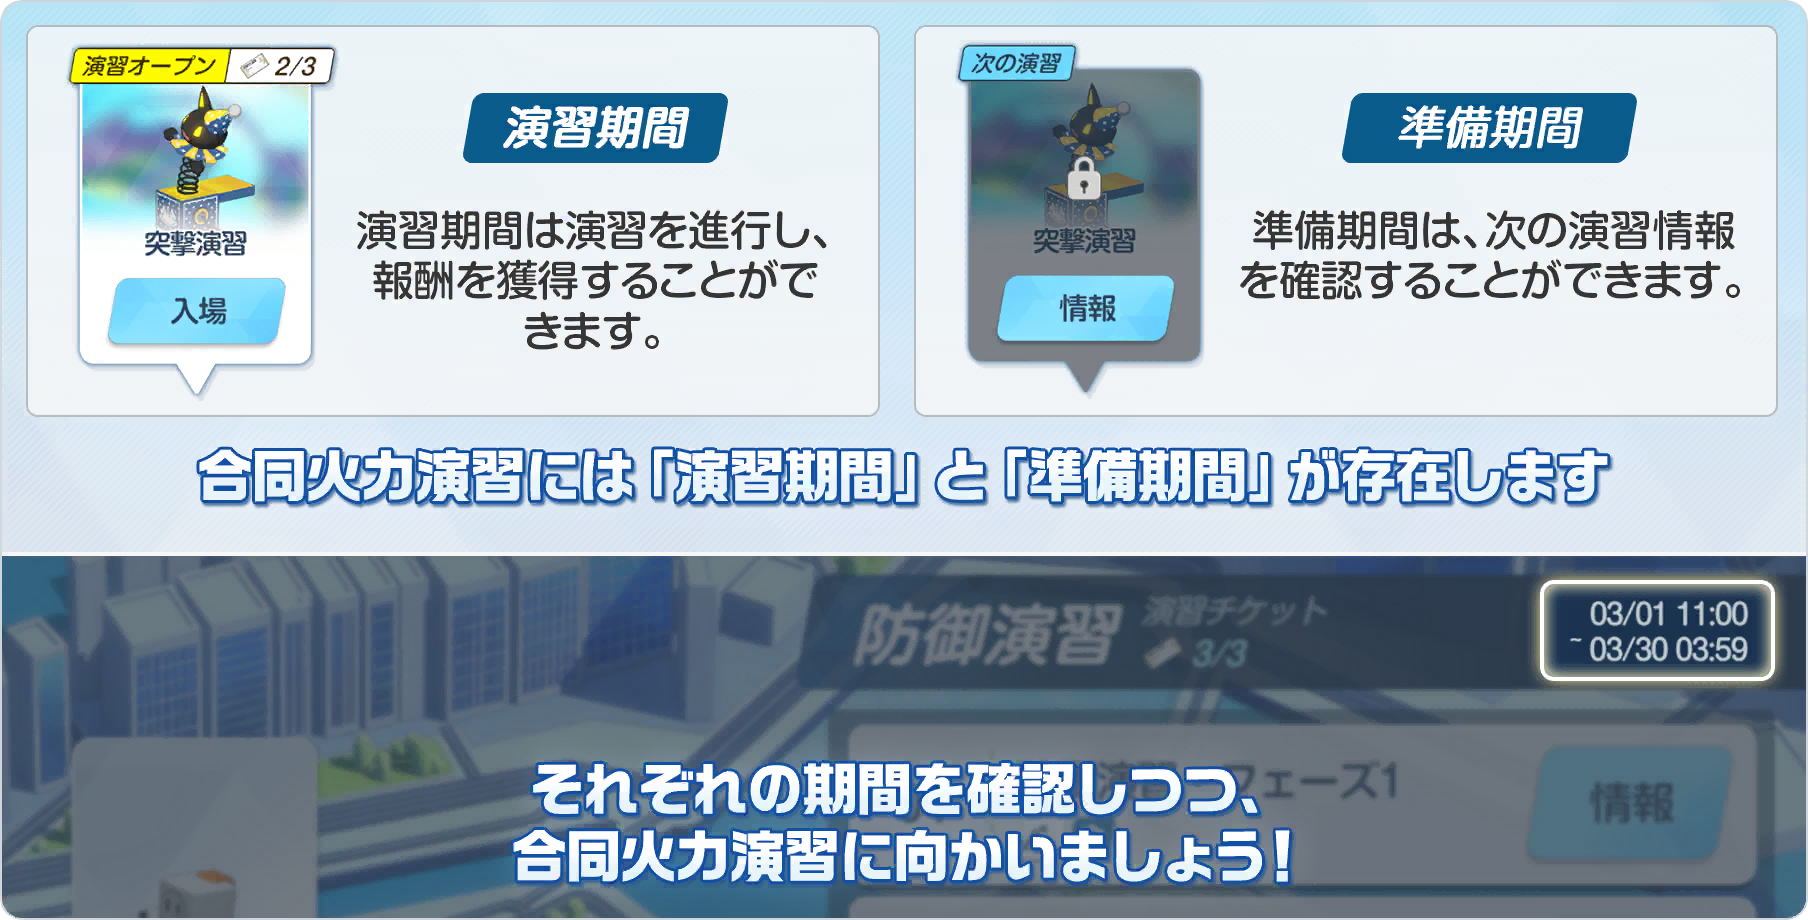 演習オープン 2/3
突撃演習
入場
演習期間
演習期間は演習を進行し、
報酬を獲得することがで
きます。
次の演習
突撃演習
情報
準備期間
準備期間は、次の演習情報
を確認することができます。
合同火力演習には「演習期間」と「準備期間」が存在します
防御演習
演習チケット
3/3
03/01 11:00
~ 03/30 03:59
フェーズ1
情報
それぞれの期間を確認しつつ、
合同火力演習に向かいましょう!